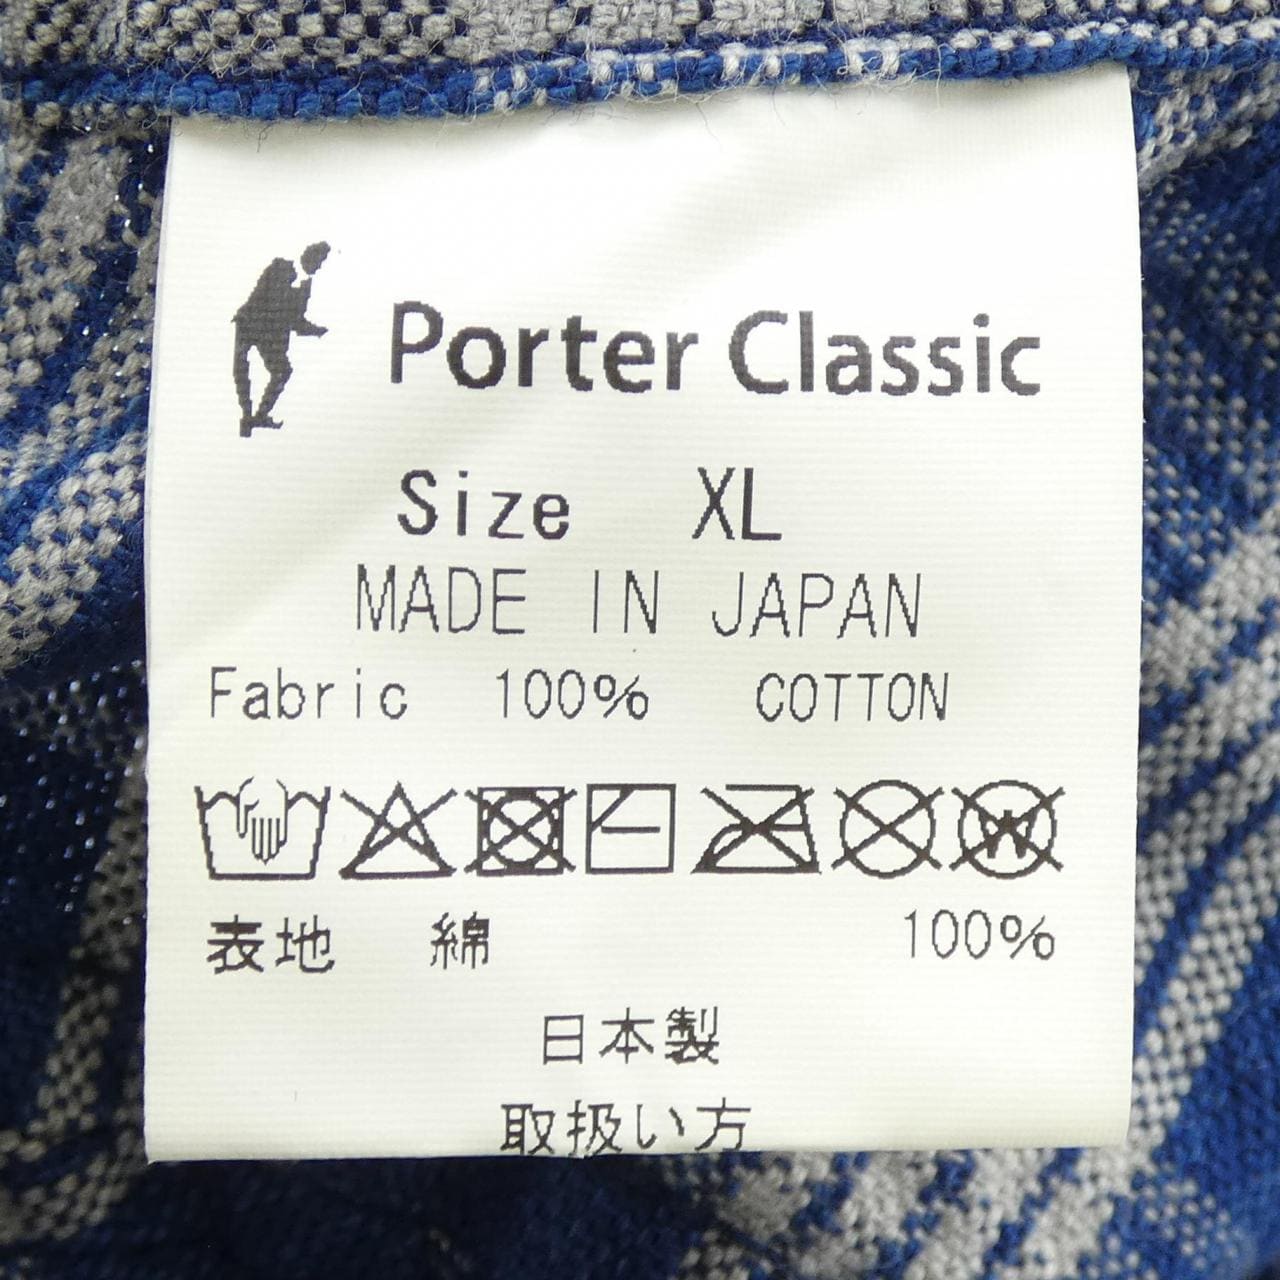 Porter Classic
Size XL
MADE IN JAPAN
Fabric 100% COTTON
W
表地 綿 100%
日本製
取扱い方